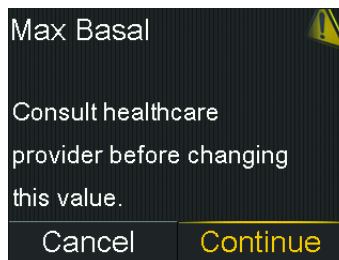 Max Basal
Consult healthcare
provider before changing
this value.
Cancel Continue